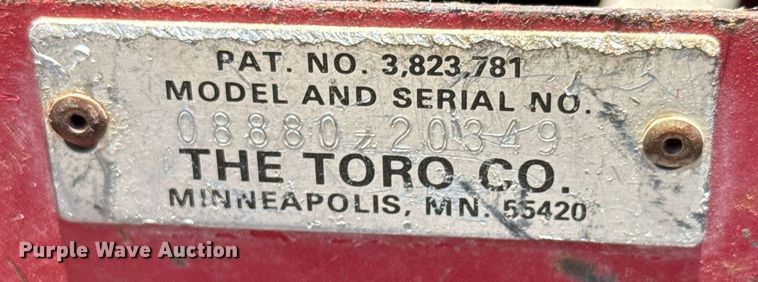 PAT. NO. 3,823,781
MODEL AND SERIAL NO.
08880-20349
THE TORO CO.
MINNEAPOLIS, MN. 55420
Purple Wave Auction